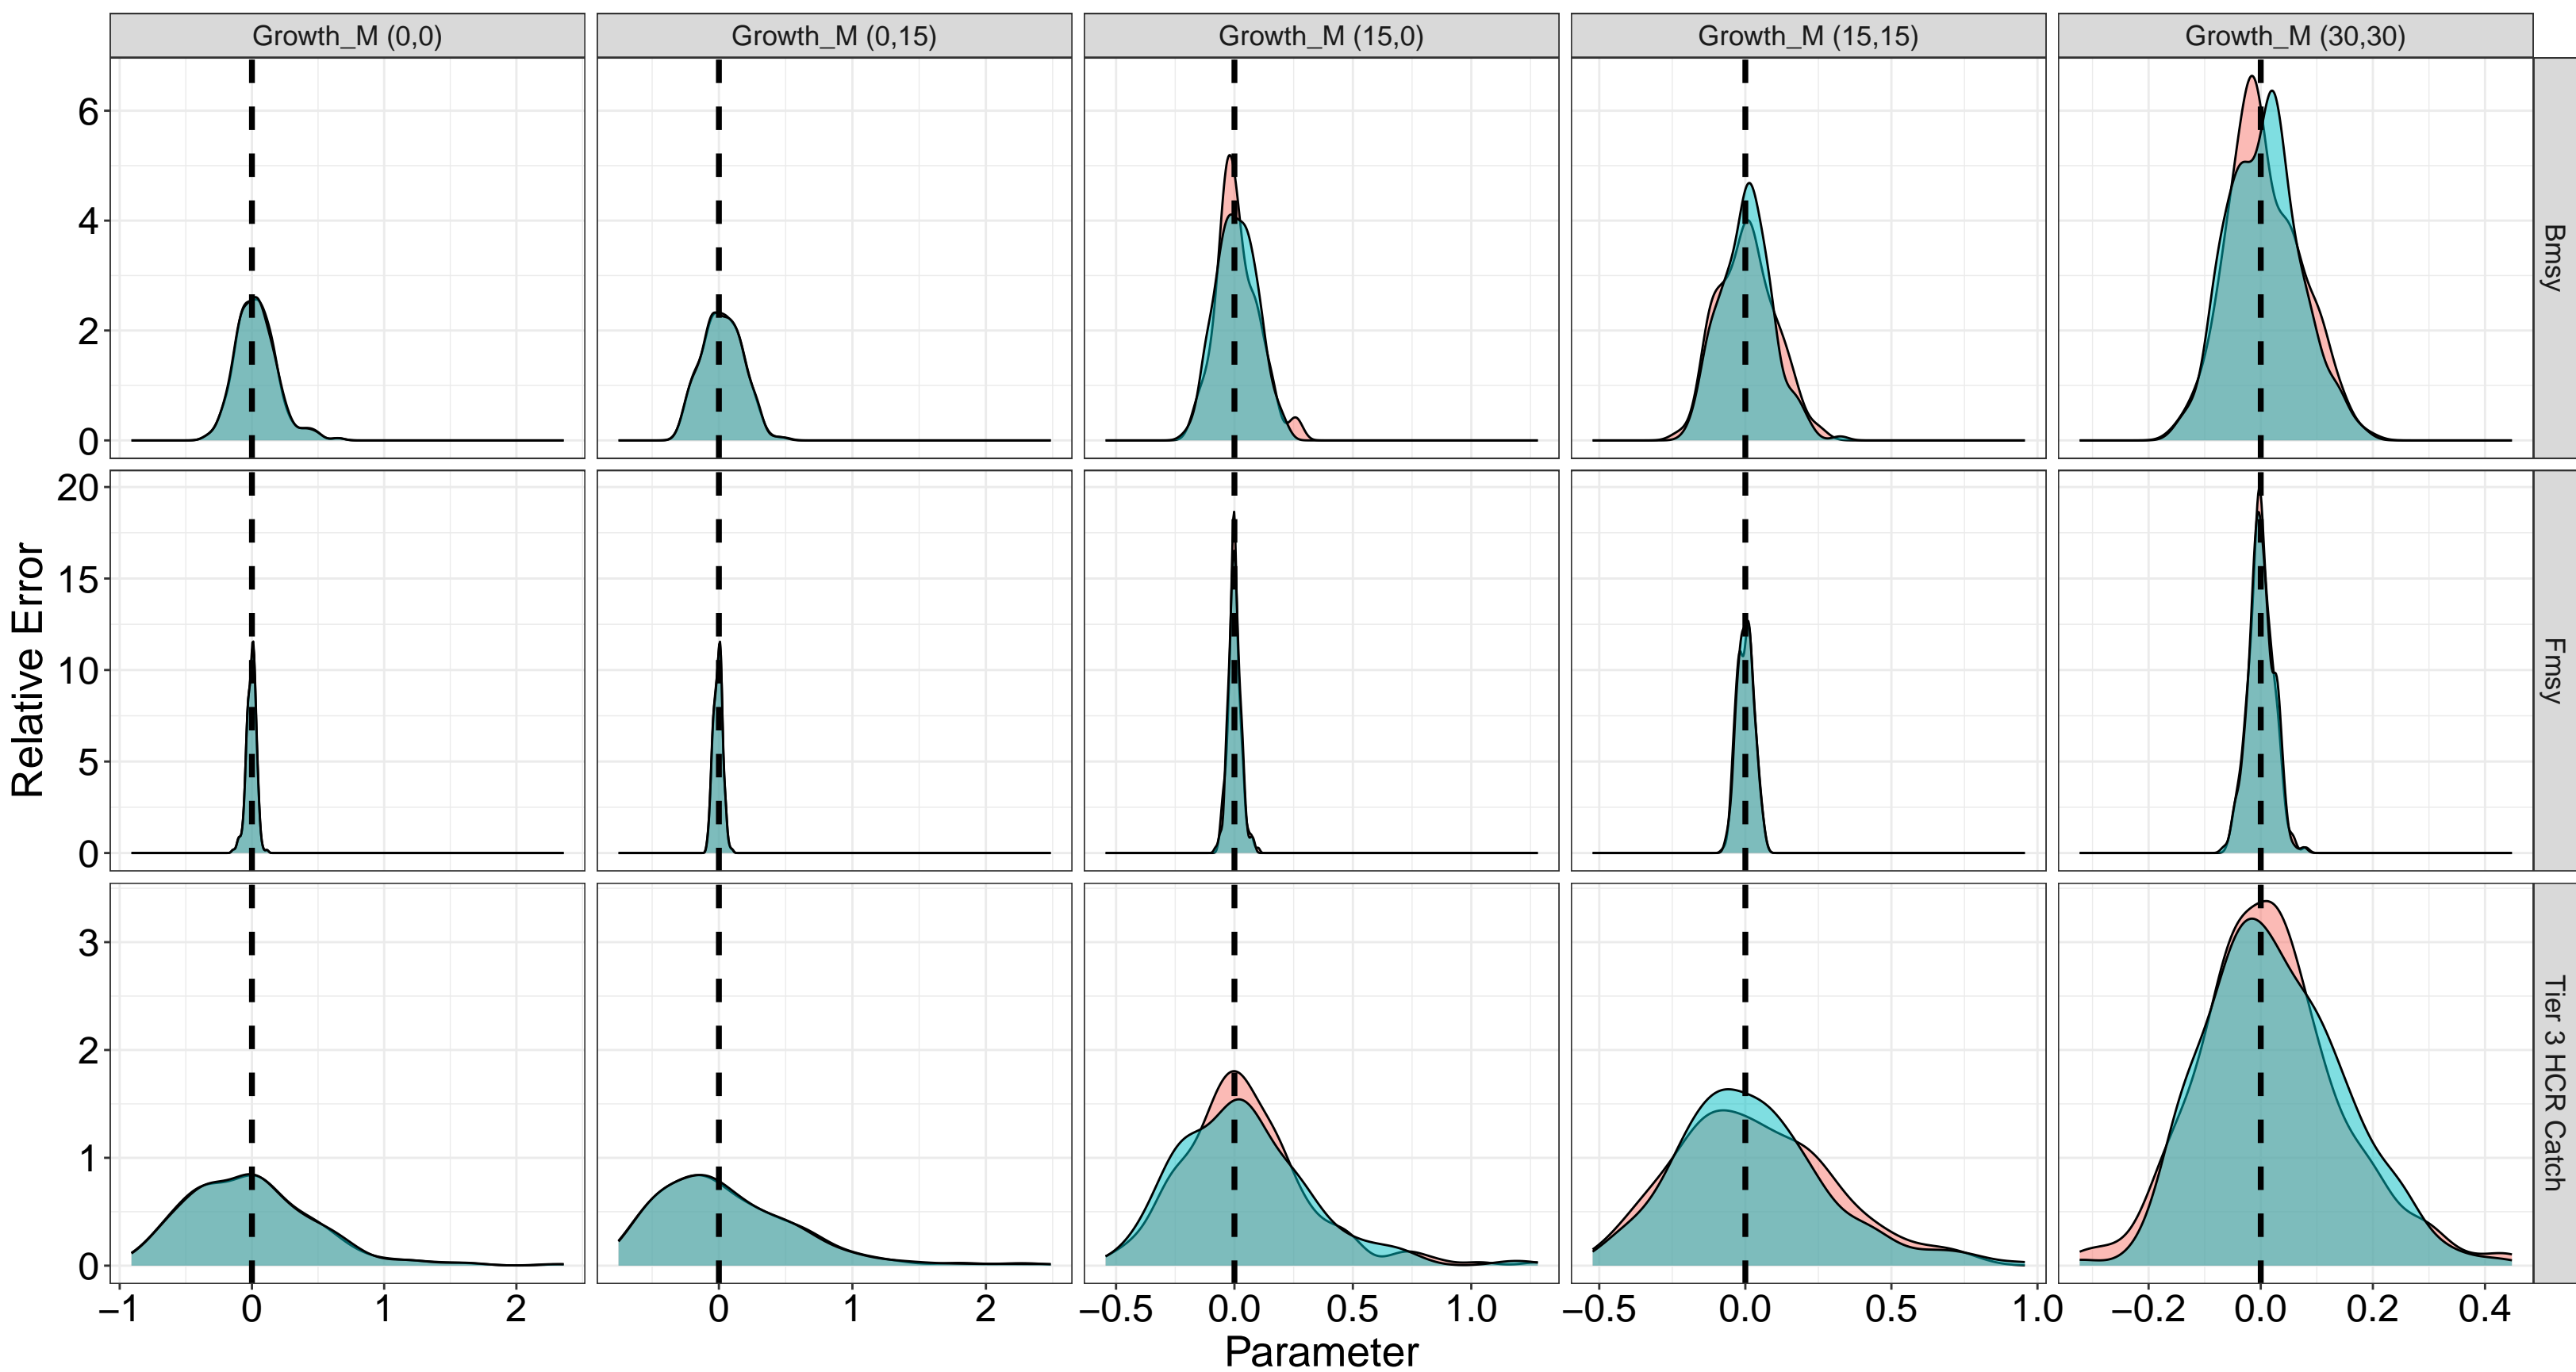 Growth_M (0,0)
Growth_M (0,15)
Growth_M (15,0)
Growth_M (15,15)
Growth_M (30,30)
6
4
2
0
Bmsy
20
15
10
5
0
Fmsy
3
2
1
0
Tier 3 HCR Catch
Relative Error
−1 0 1 2
0 1 2
−0.5 0.0 0.5 1.0
−0.5 0.0 0.5 1.0
−0.2 0.0 0.2 0.4
Parameter